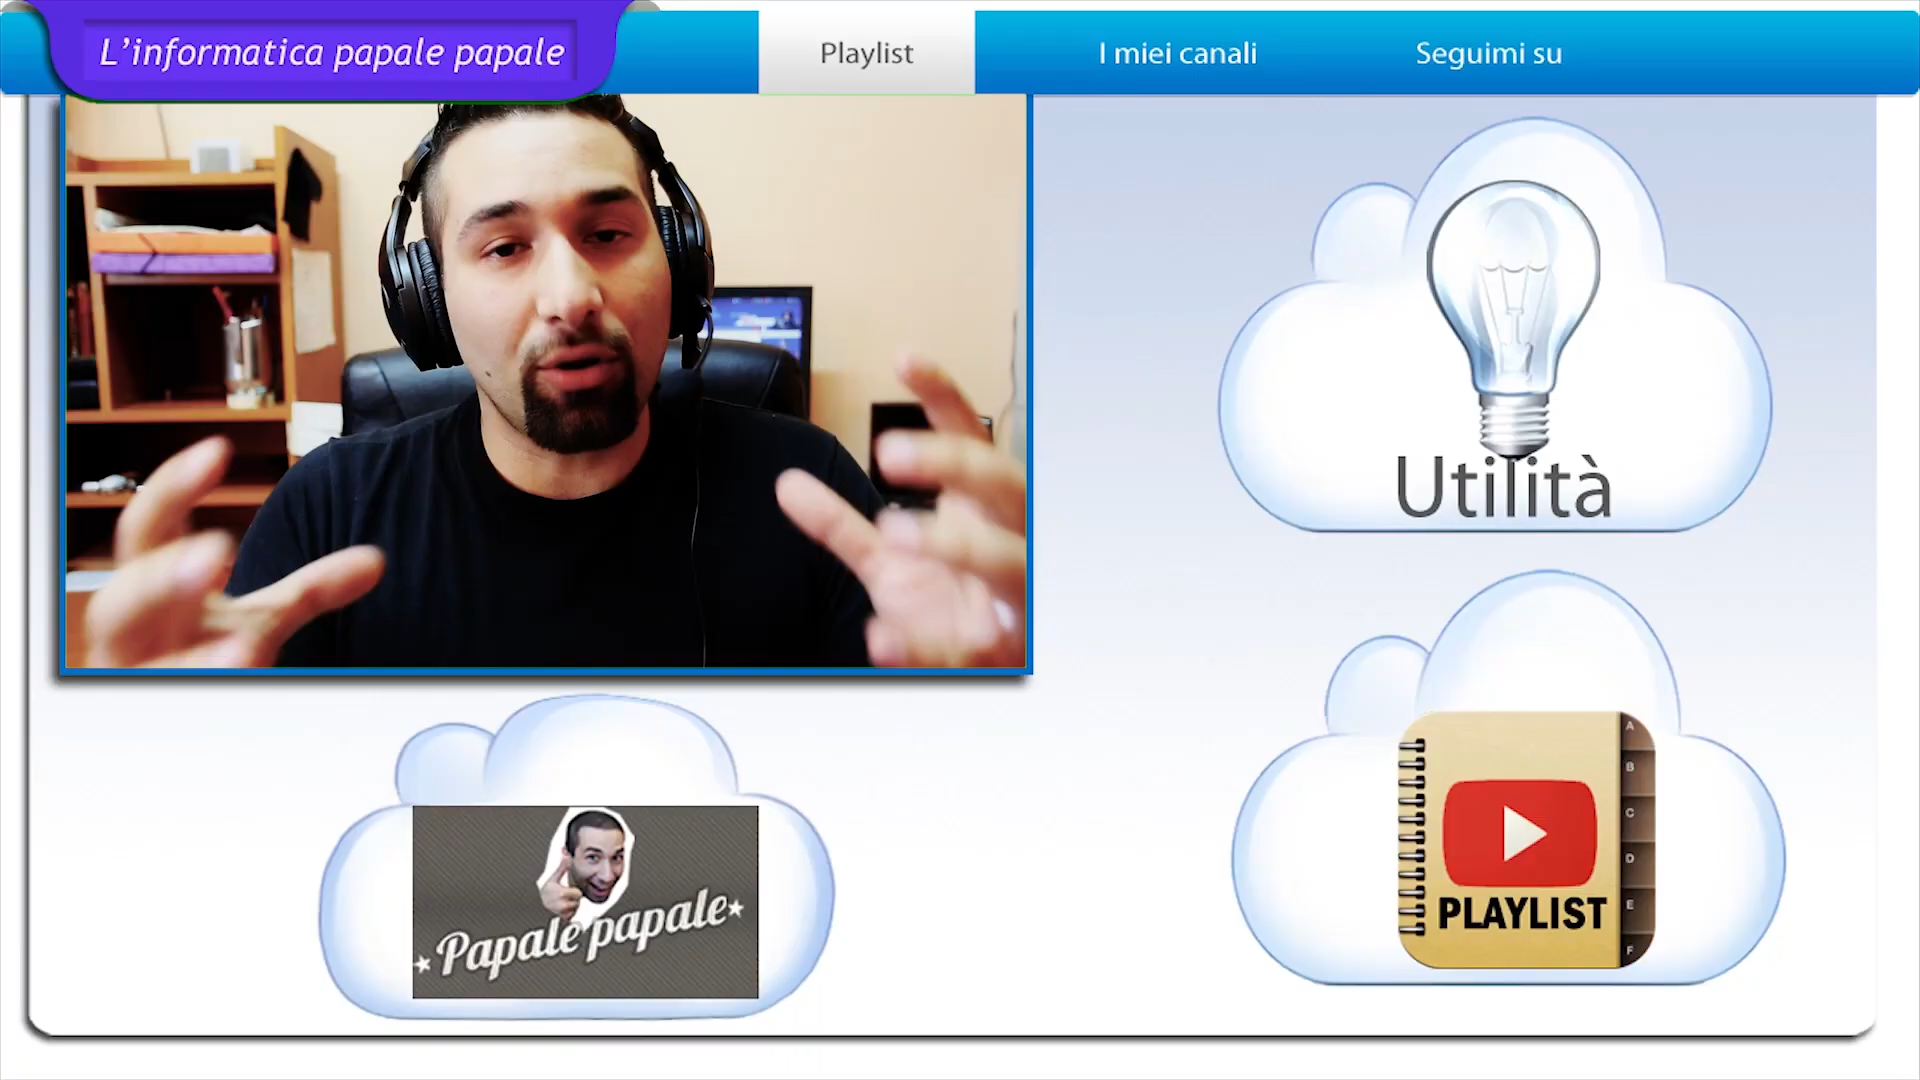 L’informatica papale papale
Playlist
I miei canali
Seguimi su
Utilità
Papale papale
A
B
C
D
E
F
PLAYLIST